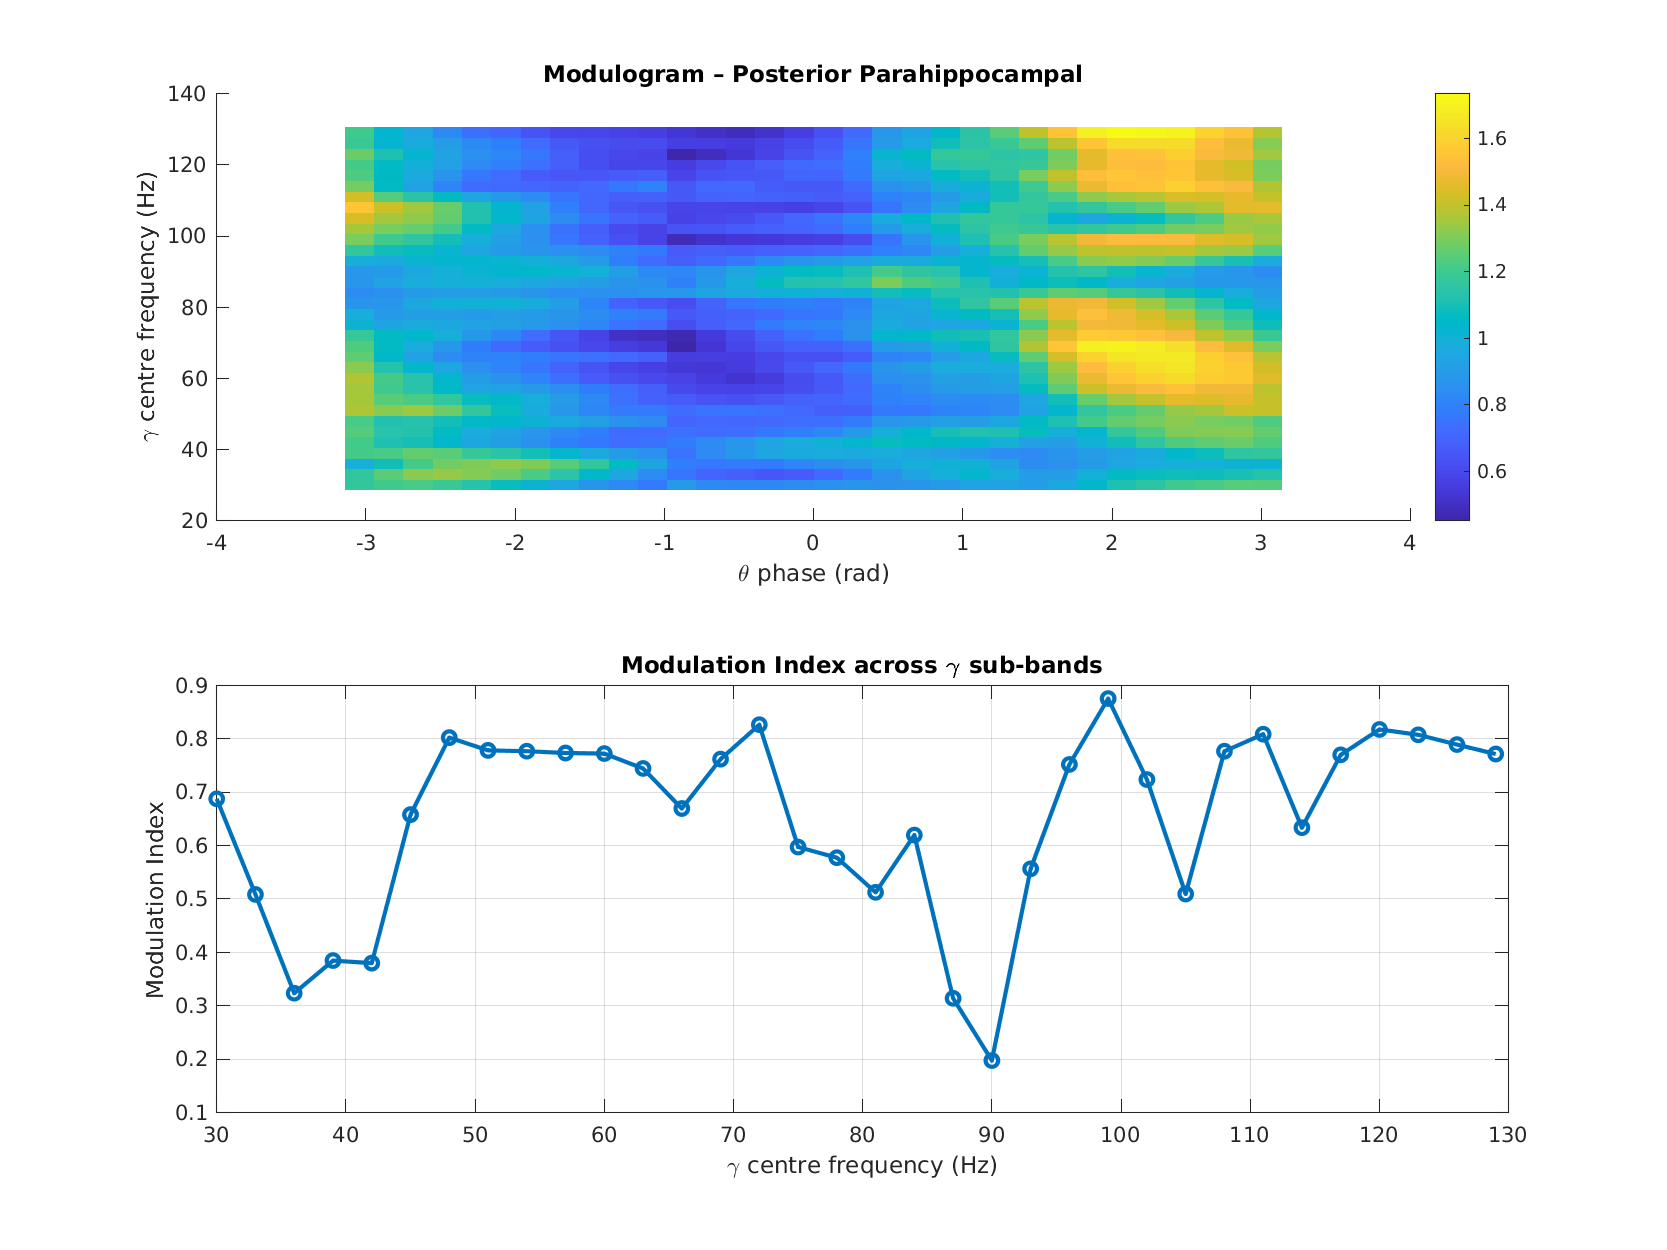 Modulogram – Posterior Parahippocampal
140
120
100
80
60
40
20
γ centre frequency (Hz)
-4 -3 -2 -1 0 1 2 3 4
θ phase (rad)
1.6
1.4
1.2
1
0.8
0.6
Modulation Index across γ sub-bands
0.9
0.8
0.7
0.6
0.5
0.4
0.3
0.2
0.1
Modulation Index
30 40 50 60 70 80 90 100 110 120 130
γ centre frequency (Hz)